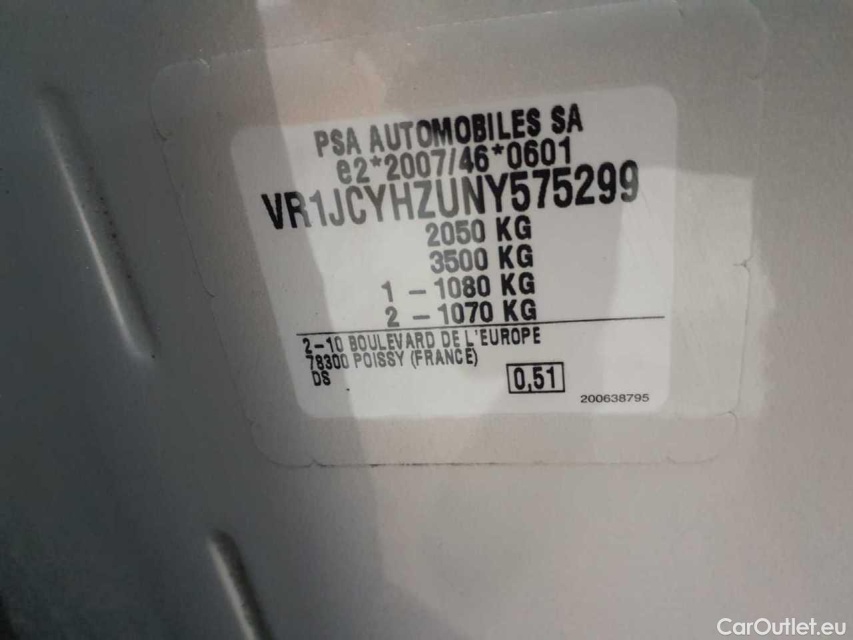 PSA AUTOMOBILES SA
e2*2007/46*0601
VR1JCYHZUNY575299
2050 KG
3500 KG
1 - 1080 KG
2 - 1070 KG
2-10 BOULEVARD DE L'EUROPE
78300 POISSY (FRANCE)
DS
0,51
200638795
CarOutlet.eu